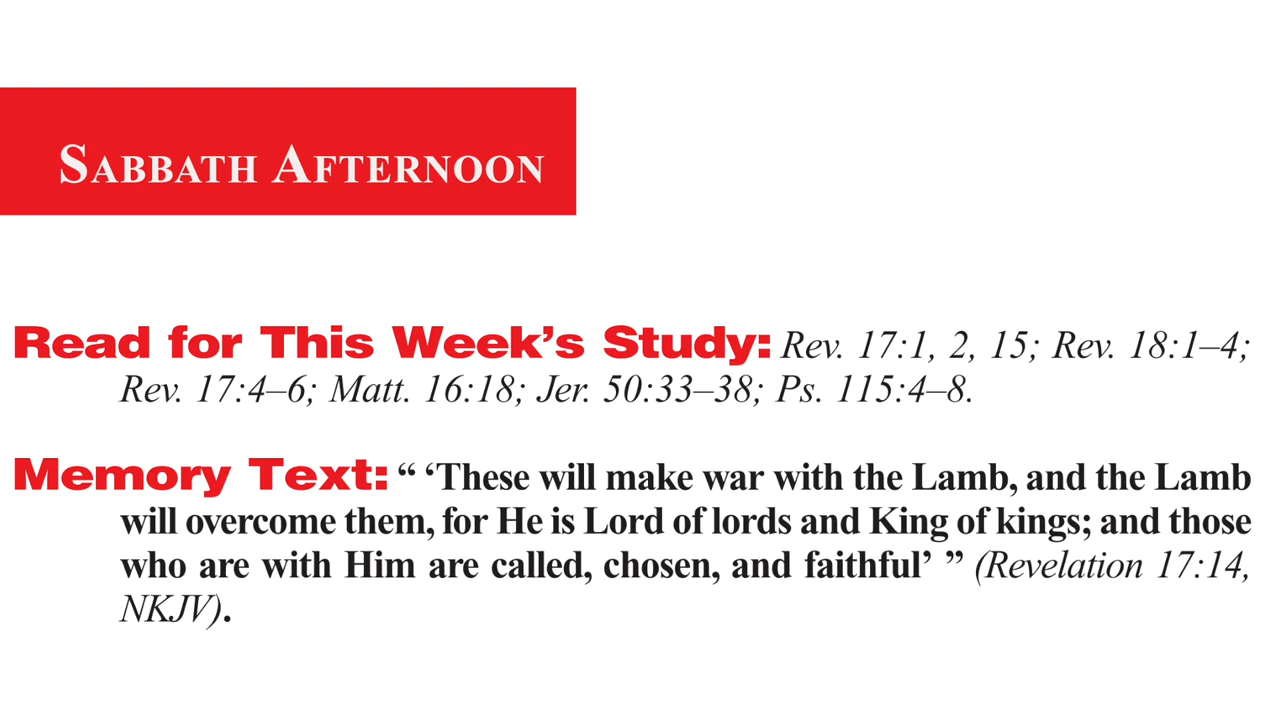 SABBATH AFTERNOON
Read for This Week’s Study: Rev. 17:1, 2, 15; Rev. 18:1–4;
Rev. 17:4–6; Matt. 16:18; Jer. 50:33–38; Ps. 115:4–8.
Memory Text: “ ‘These will make war with the Lamb, and the Lamb
will overcome them, for He is Lord of lords and King of kings; and those
who are with Him are called, chosen, and faithful’ ” (Revelation 17:14,
NKJV).